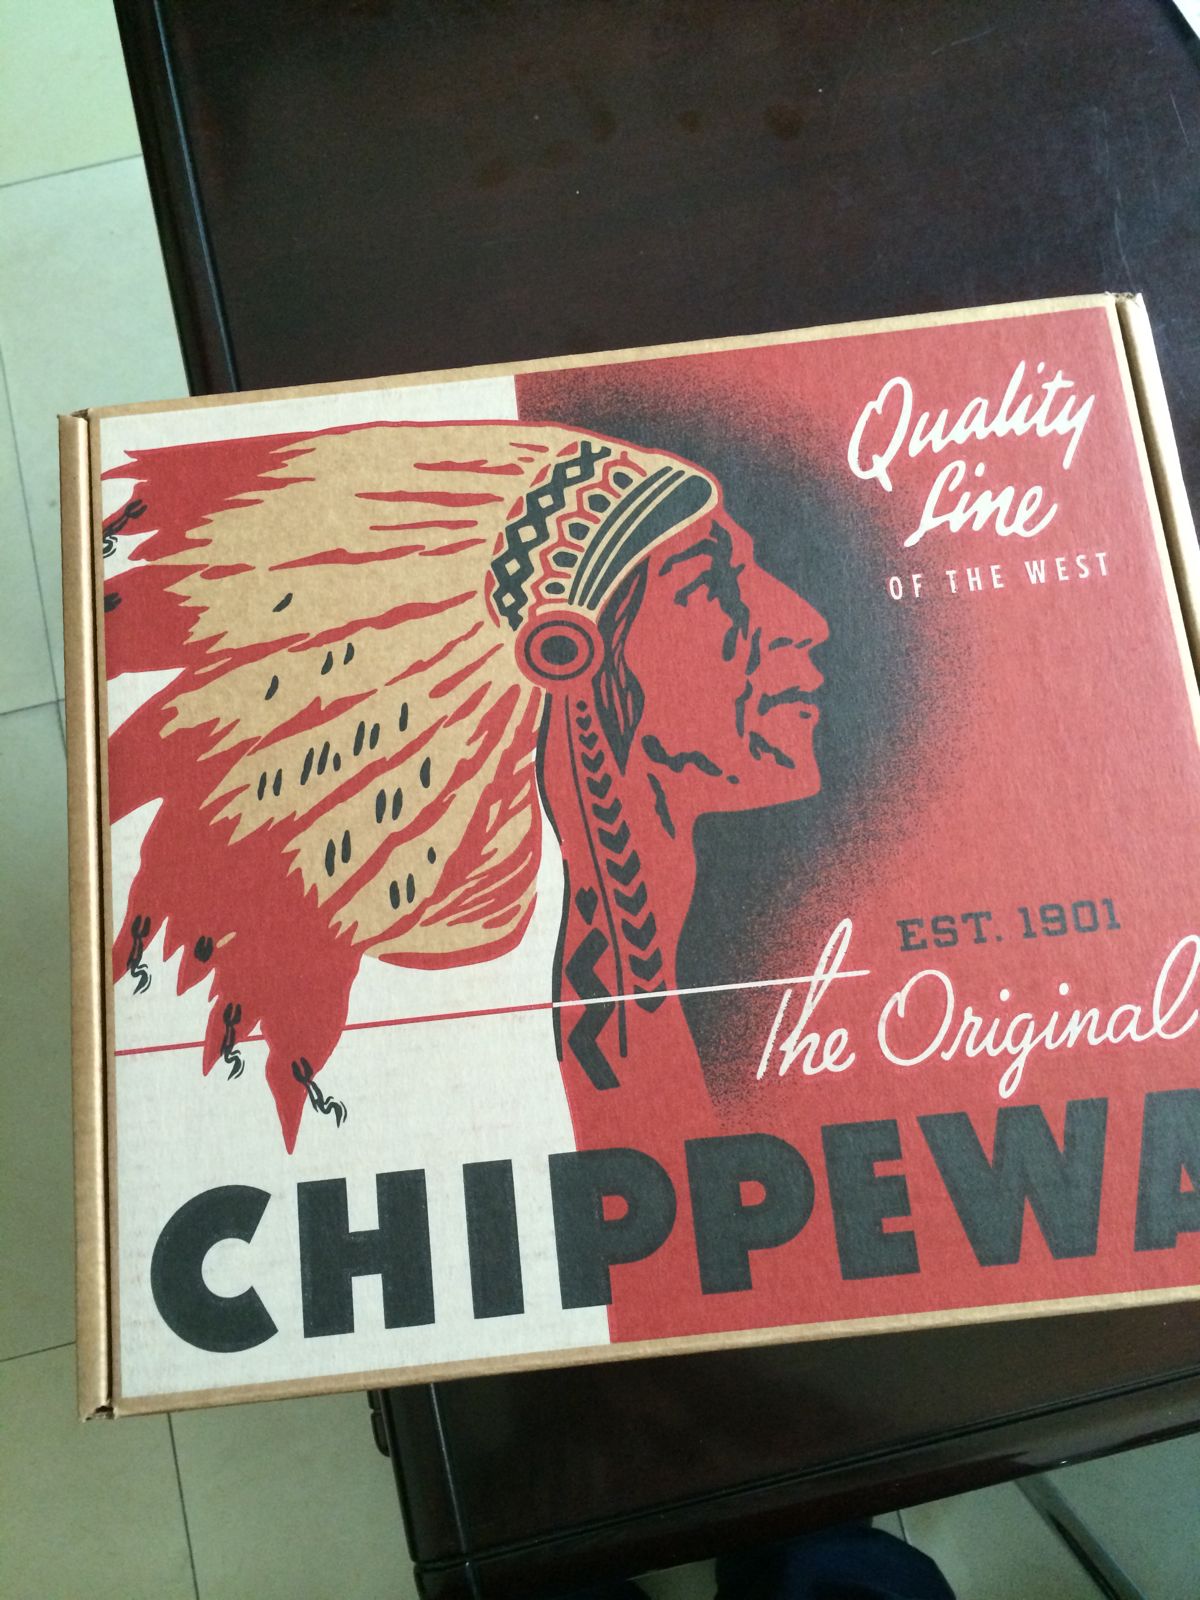 Quality
Line
OF THE WEST
EST. 1901
The Original
CHIPPEWA